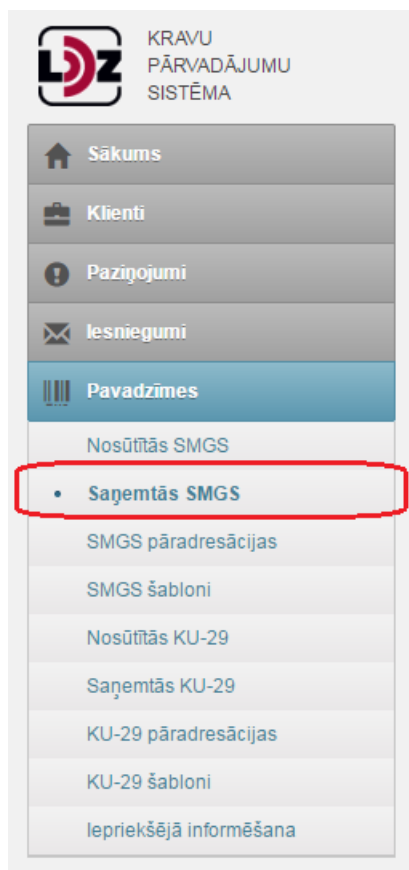 LDZ
KRAVU
PĀRVADĀJUMU
SISTĒMA
Sākums
Klienti
Paziņojumi
Iesniegumi
Pavadzīmes
Nosūtītās SMGS
Saņemtās SMGS
SMGS pāradresācijas
SMGS šabloni
Nosūtītās KU-29
Saņemtās KU-29
KU-29 pāradresācijas
KU-29 šabloni
Iepriekšējā informēšana